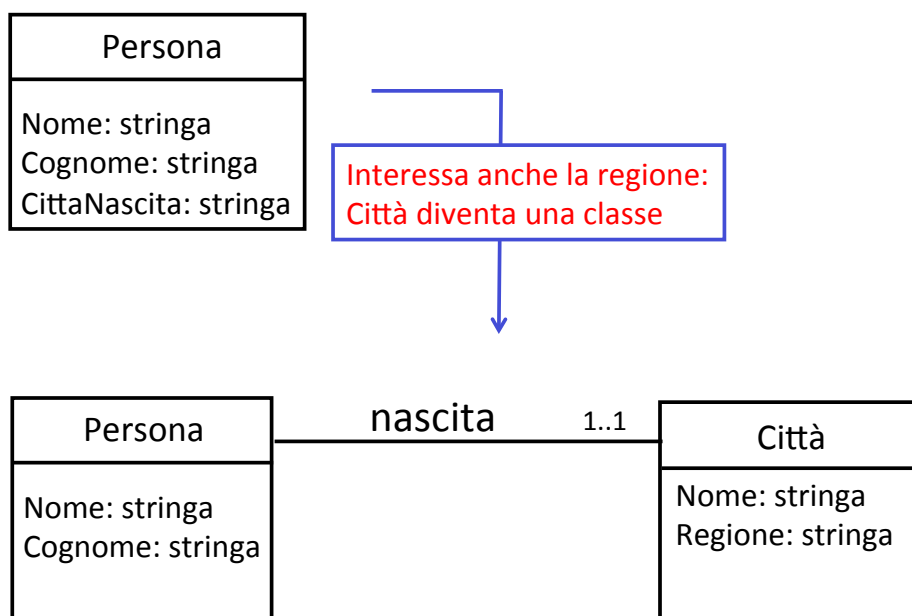 Persona
Nome: stringa
Cognome: stringa
CittaNascita: stringa
Interessa anche la regione:
Città diventa una classe
Persona
Nome: stringa
Cognome: stringa
nascita
1..1
Città
Nome: stringa
Regione: stringa